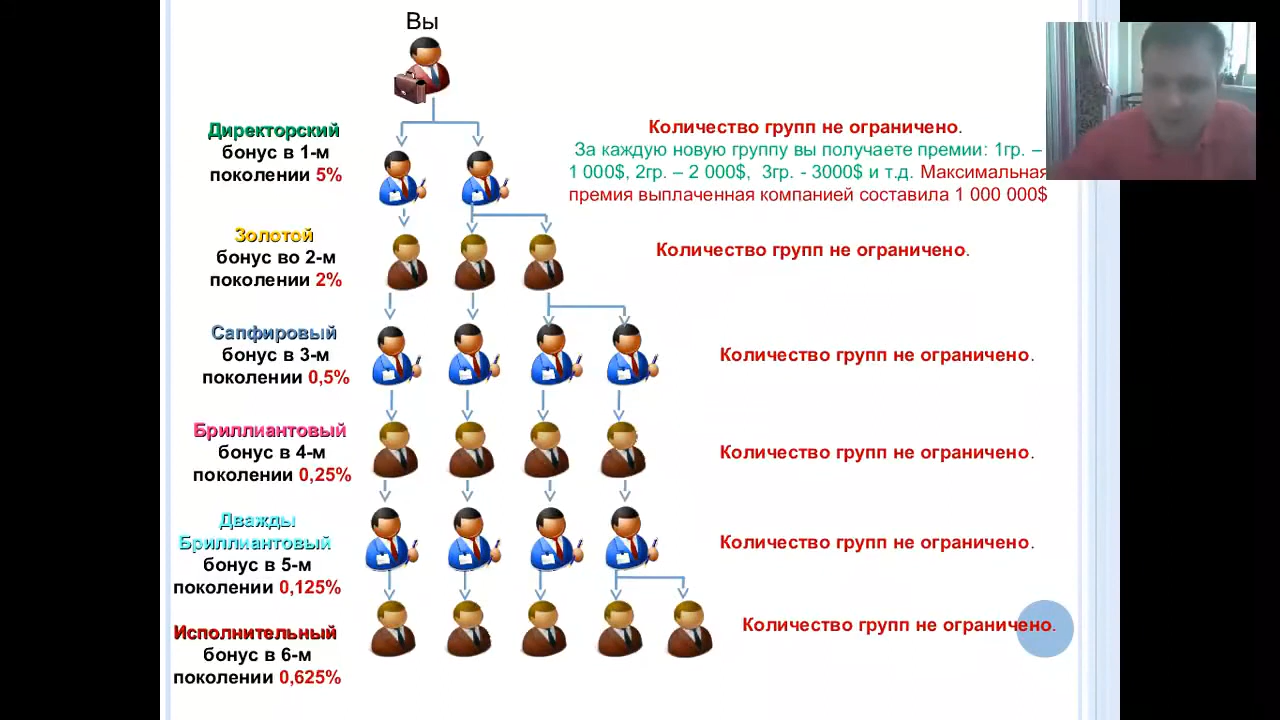 Вы
Директорский
бонус в 1-м
поколении 5%
Количество групп не ограничено.
За каждую новую группу вы получаете премии: 1гр. –
1 000$, 2гр. – 2 000$, 3гр. - 3000$ и т.д. Максимальная
премия выплаченная компанией составила 1 000 000$
Золотой
бонус во 2-м
поколении 2%
Количество групп не ограничено.
Сапфировый
бонус в 3-м
поколении 0,5%
Количество групп не ограничено.
Бриллиантовый
бонус в 4-м
поколении 0,25%
Количество групп не ограничено.
Дважды
Бриллиантовый
бонус в 5-м
поколении 0,125%
Количество групп не ограничено.
Исполнительный
бонус в 6-м
поколении 0,625%
Количество групп не ограничено.